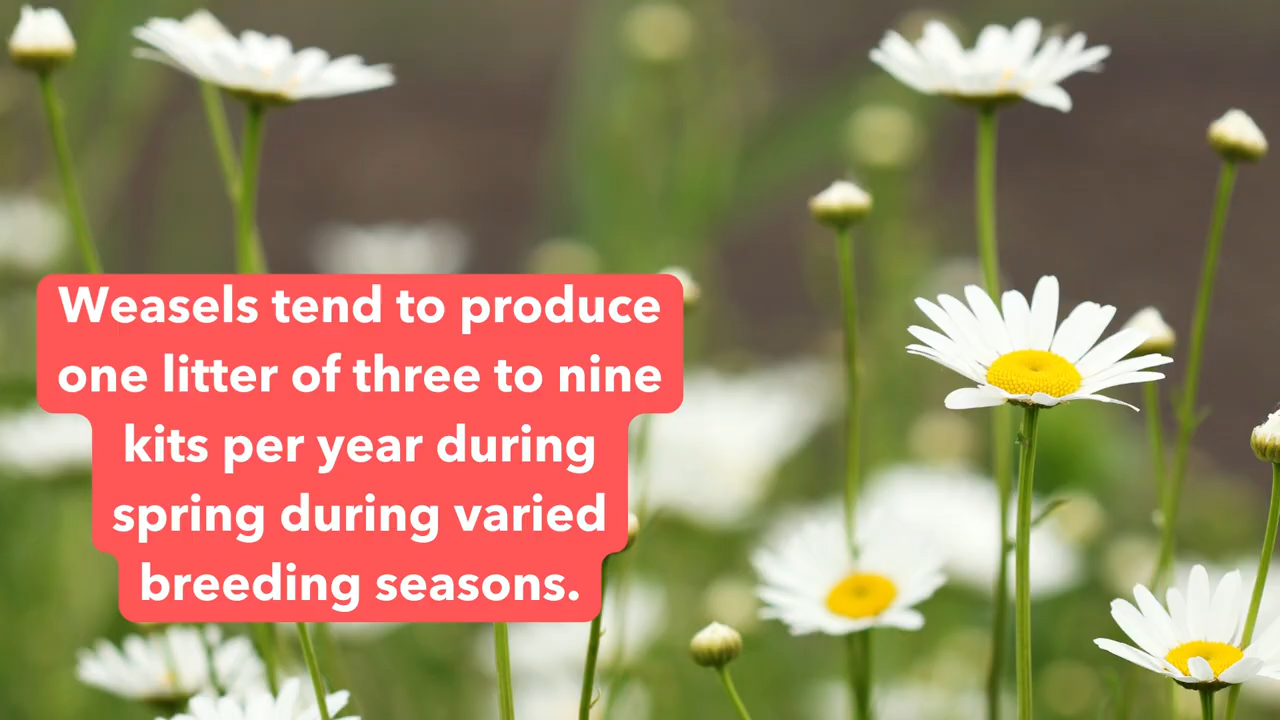 Weasels tend to produce
one litter of three to nine
kits per year during
spring during varied
breeding seasons.